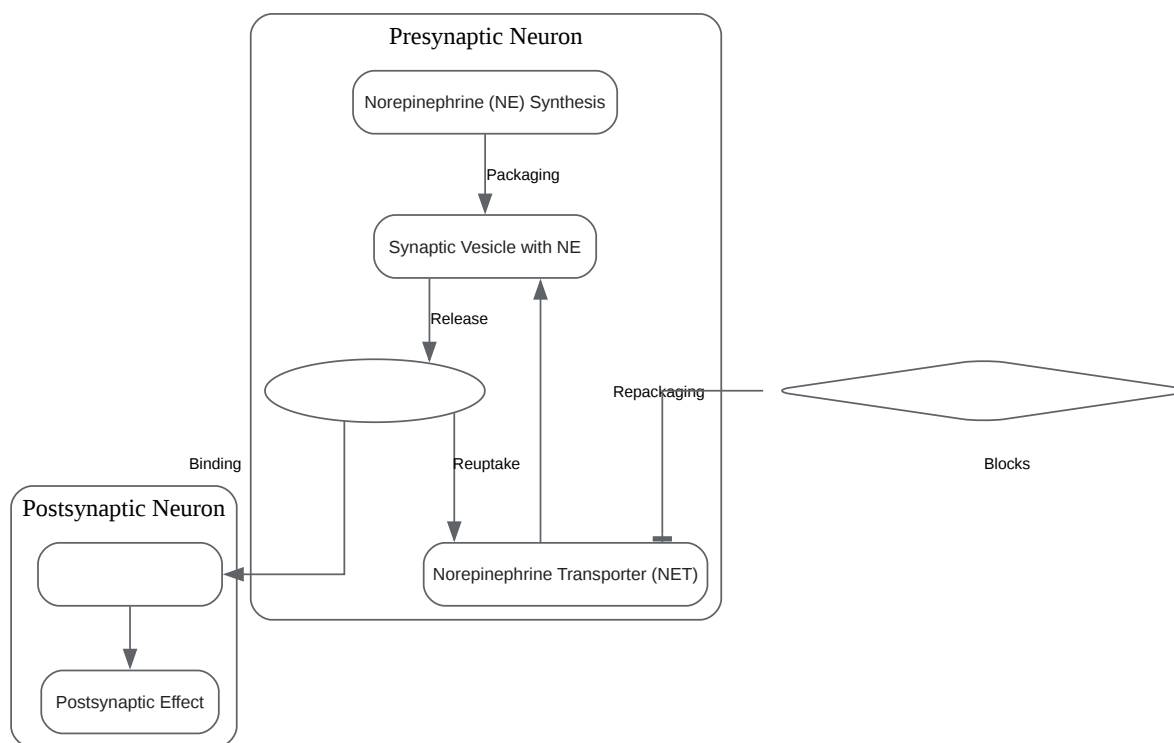 Presynaptic Neuron
Norepinephrine (NE) Synthesis
Packaging
Synaptic Vesicle with NE
Release
Repackaging
Binding
Reuptake
Blocks
Postsynaptic Neuron
Norepinephrine Transporter (NET)
Postsynaptic Effect